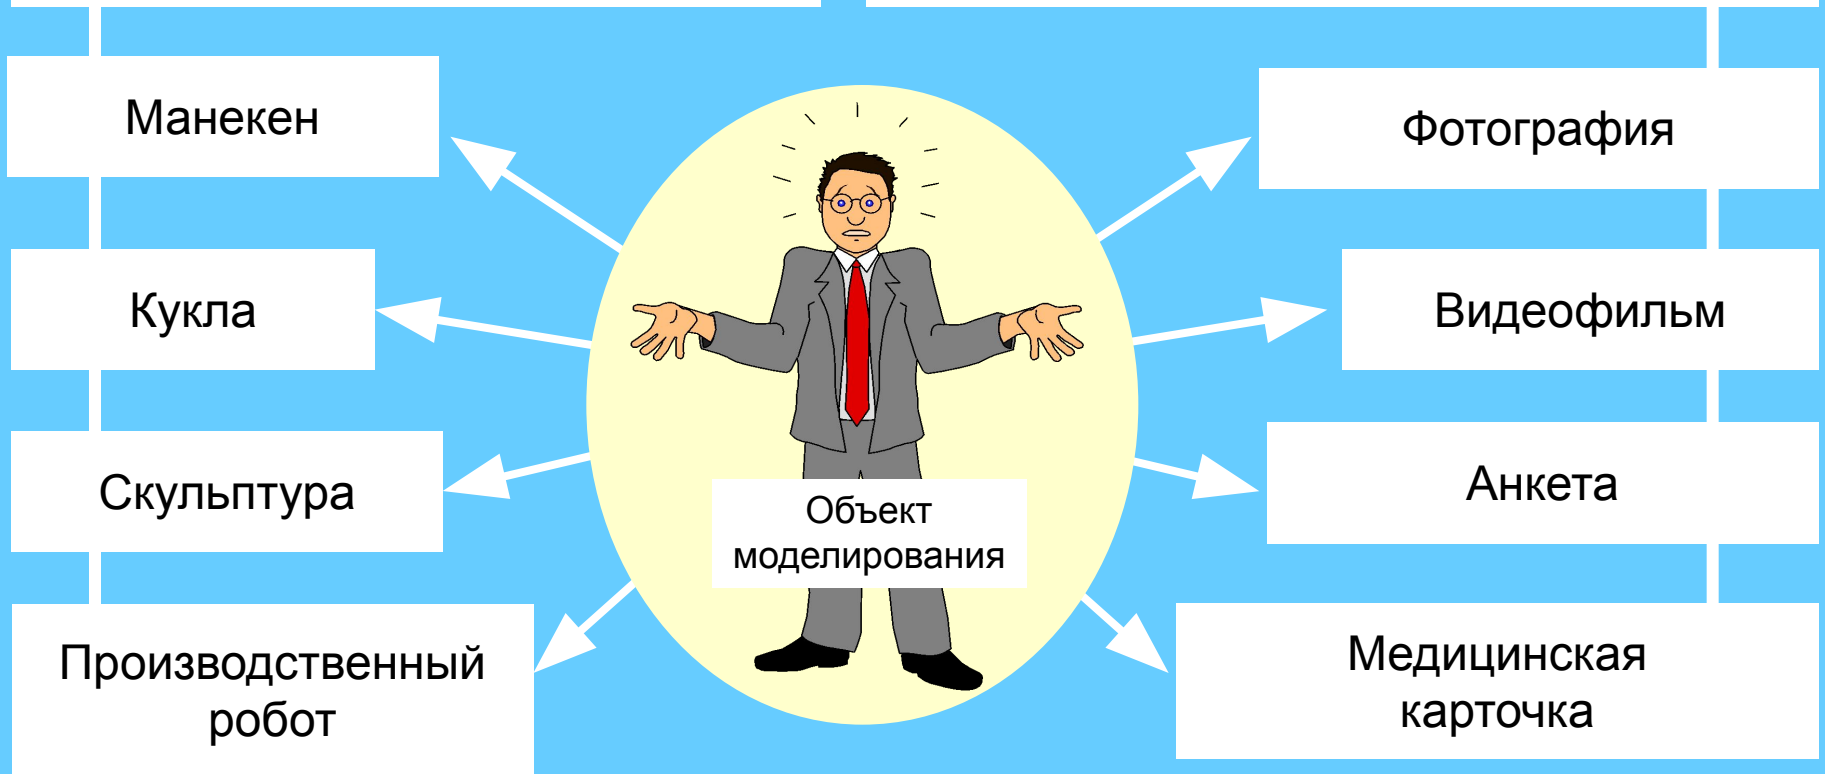 Манекен
Фотография
Кукла
Видеофильм
Скульптура
Анкета
Объект
моделирования
Производственный
робот
Медицинская
карточка